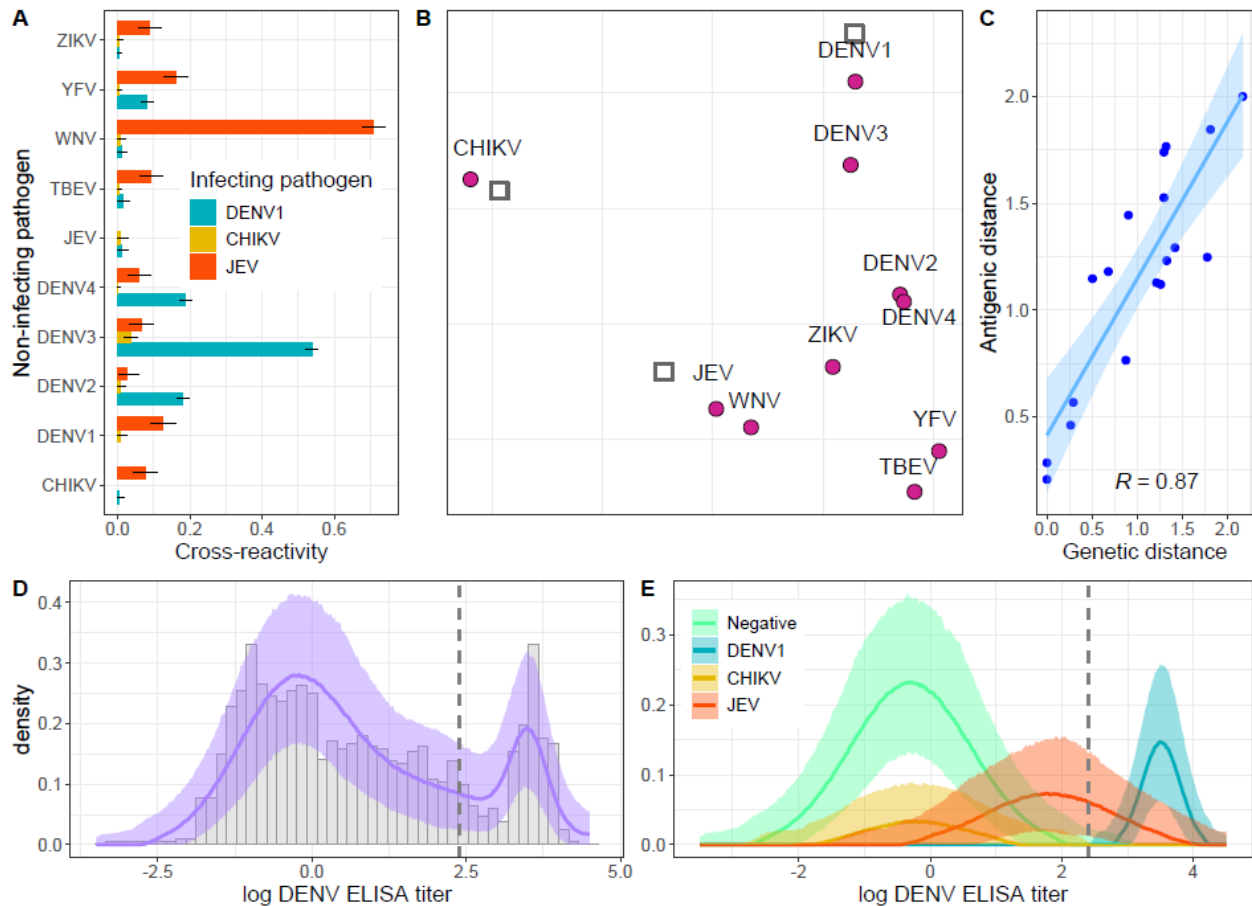 A
Non-infecting pathogen
ZIKV
YFV
WNV
TBEV
JEV
DENV4
DENV3
DENV2
DENV1
CHIKV
Infecting pathogen
DENV1
CHIKV
JEV
0.0 0.2 0.4 0.6
Cross-reactivity
B
DENV1
DENV3
CHIKV
DENV2
DENV4
ZIKV
JEV
WNV
YFV
TBEV
C
Antigenic distance
2.0
1.5
1.0
0.5
R = 0.87
0.0 0.5 1.0 1.5 2.0
Genetic distance
D
density
0.4
0.3
0.2
0.1
0.0
-2.5 0.0 2.5 5.0
log DENV ELISA titer
E
0.3
0.2
0.1
0.0
Negative
DENV1
CHIKV
JEV
-2 0 2 4
log DENV ELISA titer